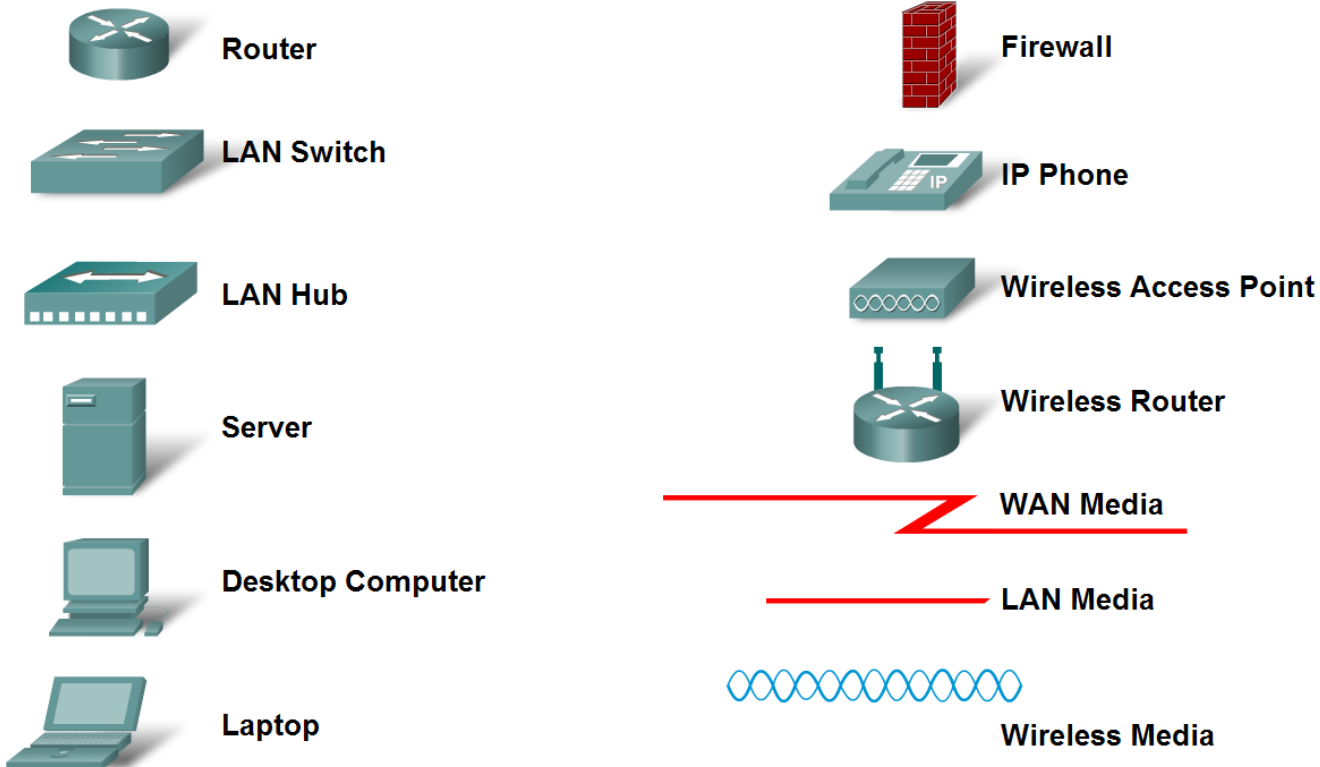 Router
LAN Switch
LAN Hub
Server
Desktop Computer
Laptop
Firewall
IP
IP Phone
Wireless Access Point
Wireless Router
WAN Media
LAN Media
Wireless Media